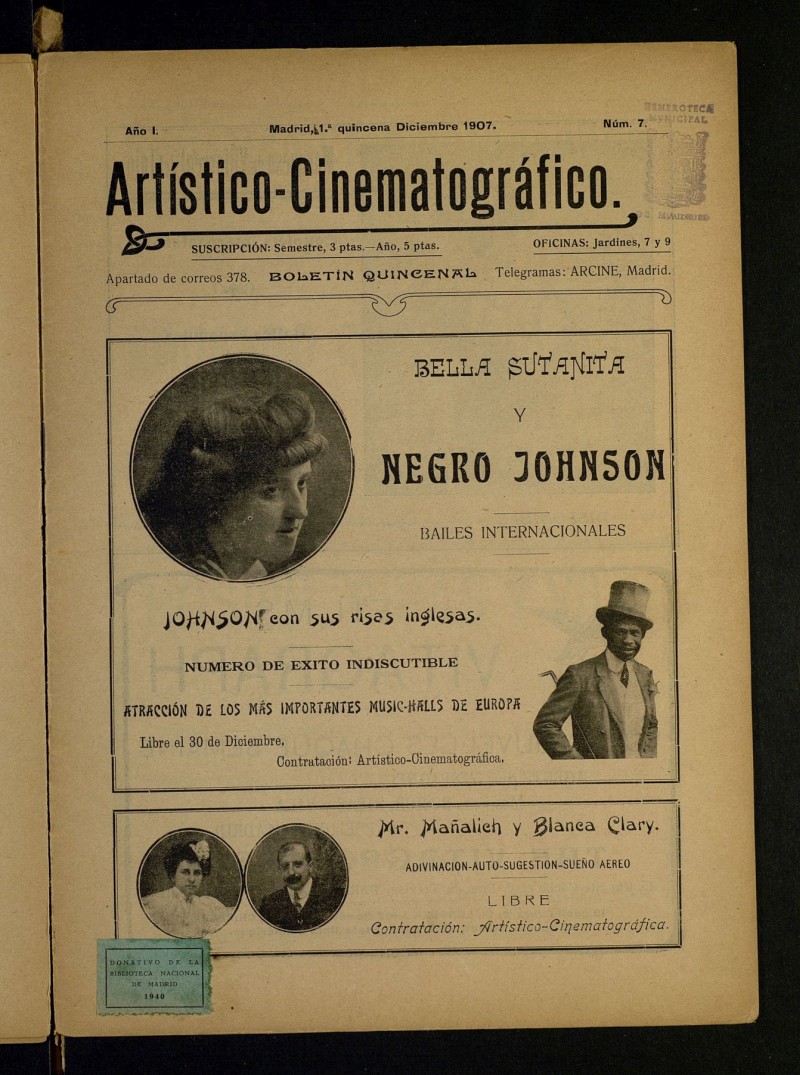 Año I.
Madrid, 1.ª quincena Diciembre 1907.
Núm. 7.
HEMEROTECA
MUNICIPAL
MADRID
Artístico-Cinematográfico.
SUSCRIPCIÓN: Semestre, 3 ptas.—Año, 5 ptas.
OFICINAS: Jardines, 7 y 9
Apartado de correos 378.
BOLETÍN QUINCENAL
Telegramas: ARCINE, Madrid.
BELLA SUTANITA
Y
NEGRO JOHNSON
BAILES INTERNACIONALES
JOHNSON con sus risas inglesas.
NUMERO DE EXITO INDISCUTIBLE
ATRACCIÓN DE LOS MÁS IMPORTANTES MUSIC-HALLS DE EUROPA
Libre el 30 de Diciembre.
Contratación: Artístico-Cinematográfica.
Mr. Mañalich y Blanca Clary.
ADIVINACION-AUTO-SUGESTION-SUEÑO AEREO
LIBRE
Contratación: Artístico-Cinematográfica.
DONATIVO DE LA
BIBLIOTECA NACIONAL
DE MADRID
1940